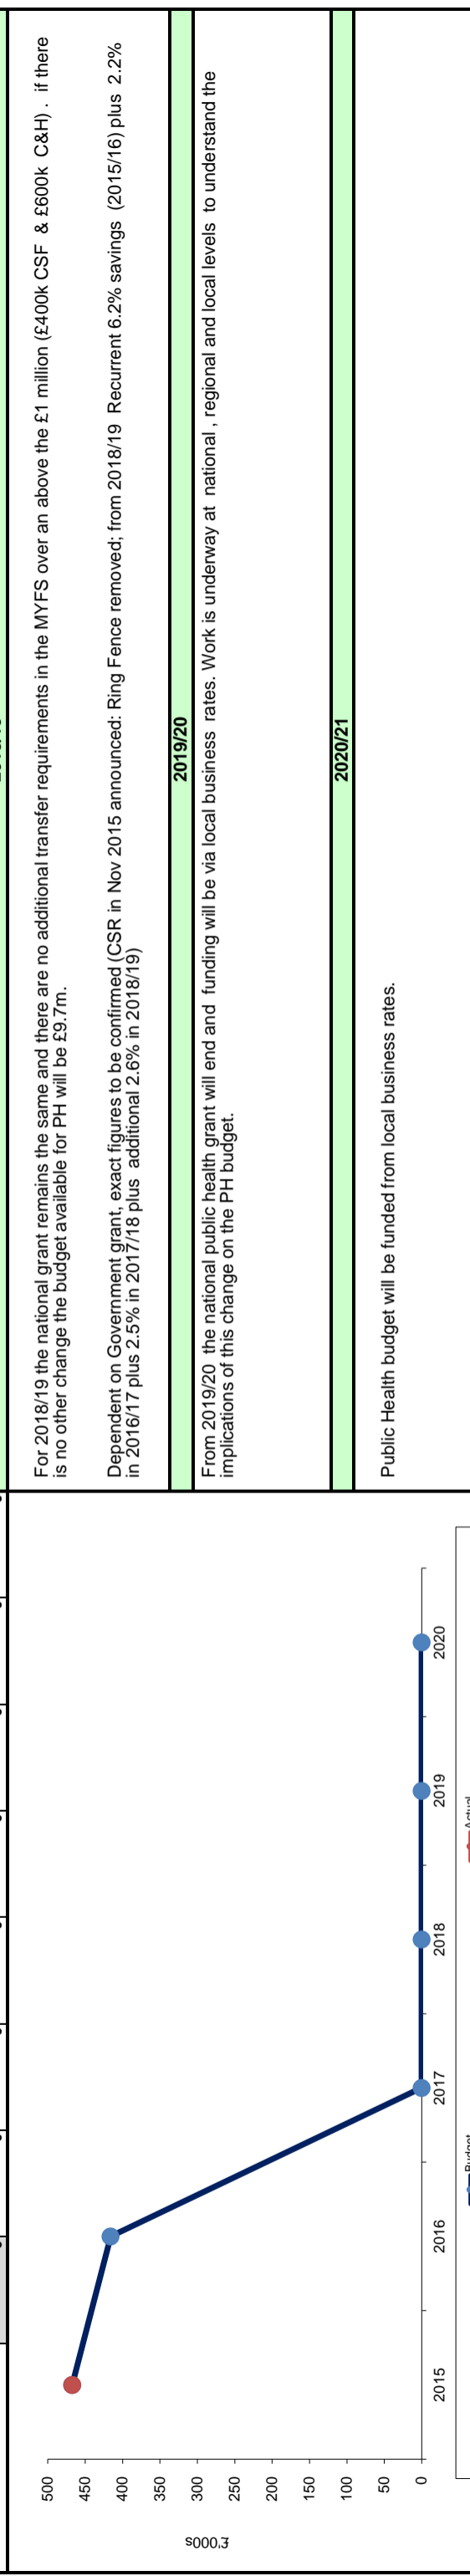 For 2018/19 the national grant remains the same and there are no additional transfer requirements in the MYFS over an above the £1 million (£400k CSF & £600k C&H) . if there
is no other change the budget available for PH will be £9.7m.
Dependent on Government grant, exact figures to be confirmed (CSR in Nov 2015 announced: Ring Fence removed; from 2018/19 Recurrent 6.2% savings (2015/16) plus 2.2%
in 2016/17 plus 2.5% in 2017/18 plus additional 2.6% in 2018/19)
2019/20
From 2019/20 the national public health grant will end and funding will be via local business rates. Work is underway at national , regional and local levels to understand the
implications of this change on the PH budget.
2020/21
Public Health budget will be funded from local business rates.
£'000s
500
450
400
350
300
250
200
150
100
50
0
2015
2016
2017
2018
2019
2020
Budget
Actual